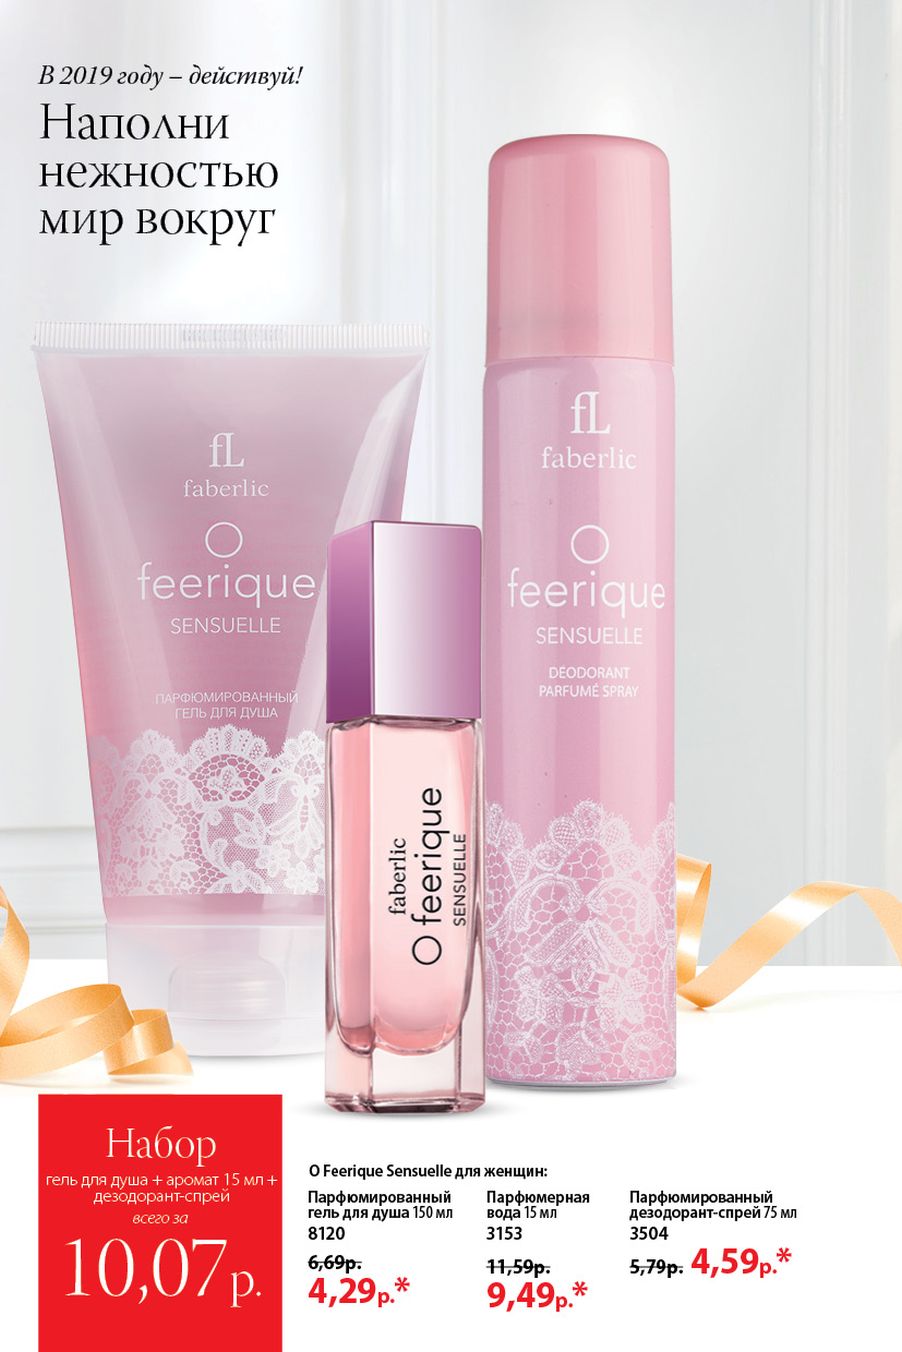 В 2019 году – действуй!
Наполни
нежностью
мир вокруг
fL
faberlic
O
feerique
SENSUELLE
ПАРФЮМИРОВАННЫЙ
ГЕЛЬ ДЛЯ ДУША
faberlic
O feerique
SENSUELLE
fL
faberlic
O
feerique
SENSUELLE
DEODORANT
PARFUMÉ SPRAY
Набор
гель для душа + аромат 15 мл +
дезодорант-спрей
всего за
10,07 р.
O Feerique Sensuelle для женщин:
Парфюмированный
гель для душа 150 мл
8120
6,69р.
4,29р.*
Парфюмерная
вода 15 мл
3153
11,59р.
9,49р.*
Парфюмированный
дезодорант-спрей 75 мл
3504
5,79р. 4,59р.*